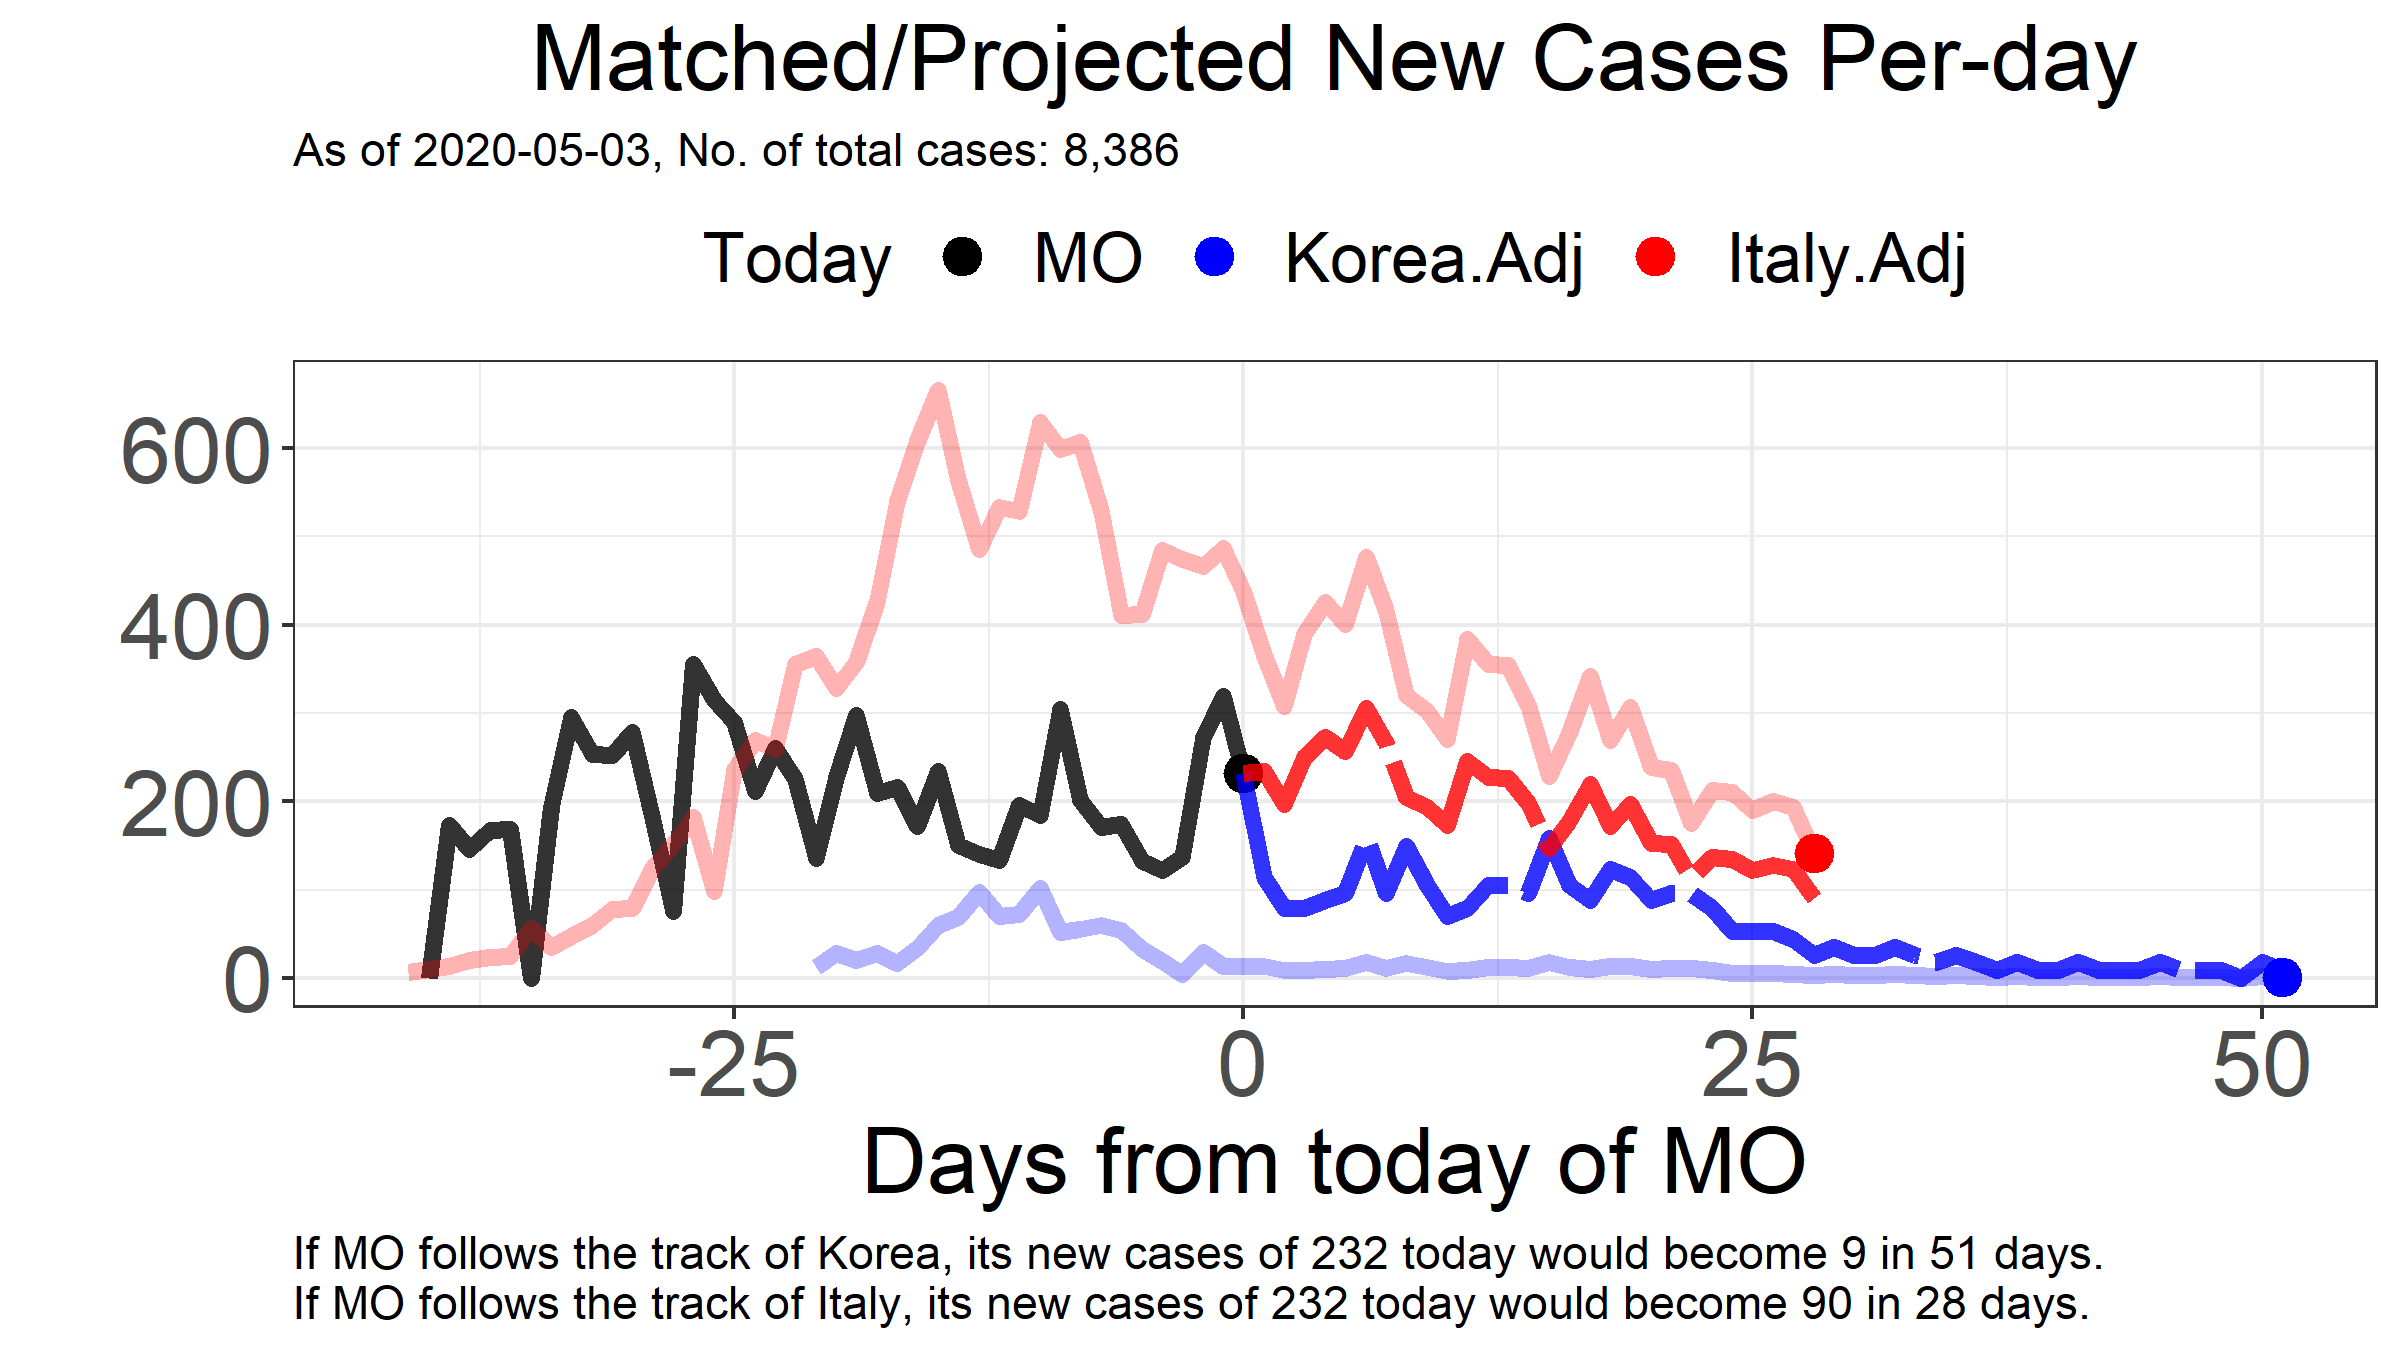 Matched/Projected New Cases Per-day
As of 2020-05-03, No. of total cases: 8,386
Today MO Korea.Adj Italy.Adj
600
400
200
0
-25 0 25 50
Days from today of MO
If MO follows the track of Korea, its new cases of 232 today would become 9 in 51 days.
If MO follows the track of Italy, its new cases of 232 today would become 90 in 28 days.